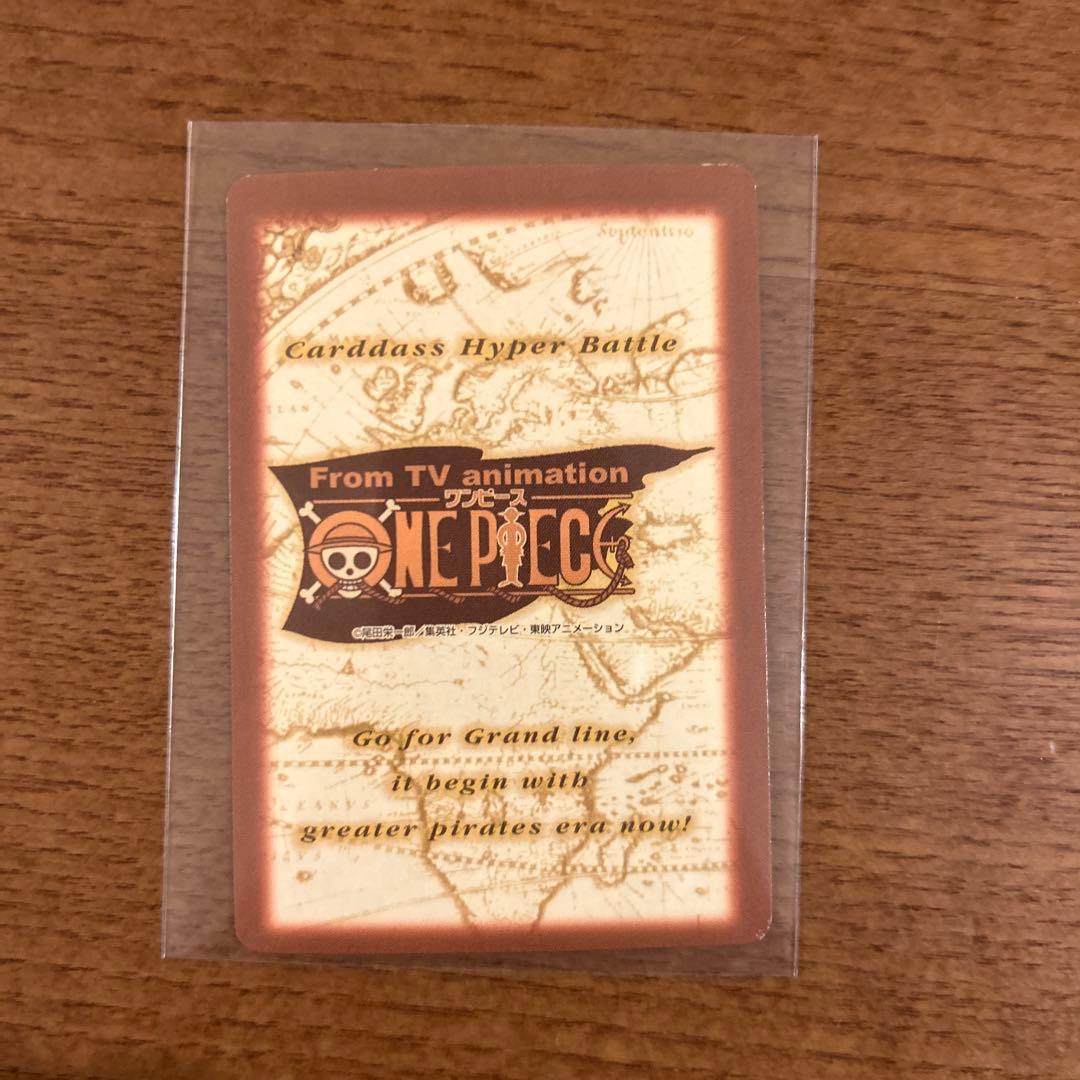 Septentrio
Carddass Hyper Battle
From TV animation
ワンピース
ONE PIECE
©尾田栄一郎/集英社・フジテレビ・東映アニメーション
Go for Grand line,
it begin with
greater pirates era now!